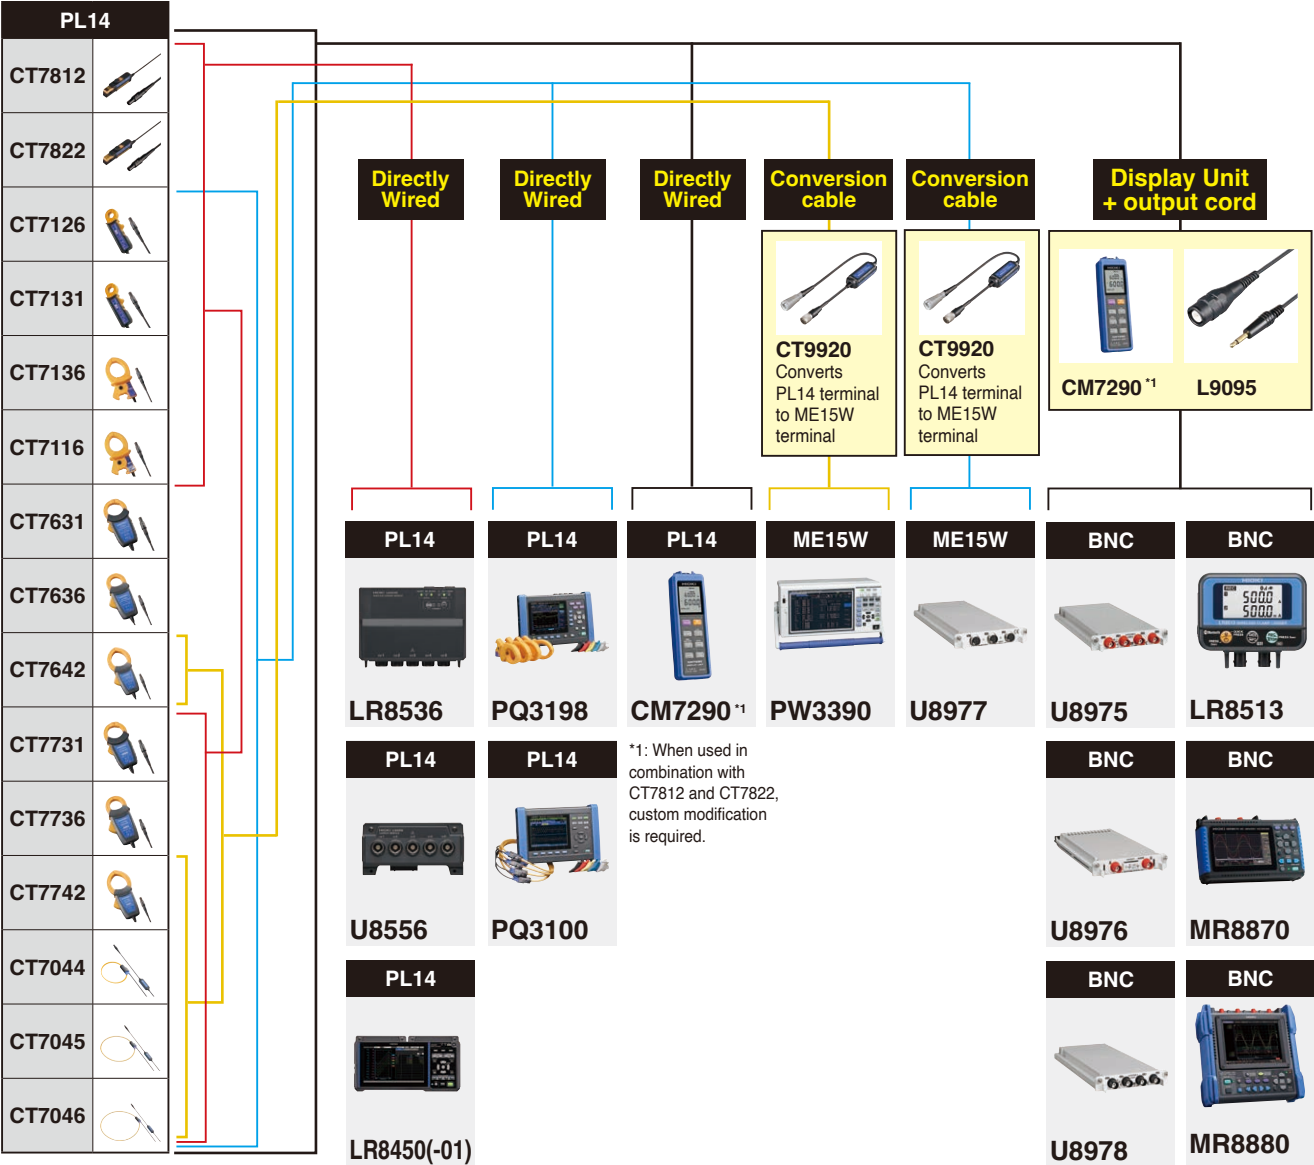 PL14
CT7812
CT7822
CT7126
CT7131
CT7136
CT7116
CT7631
CT7636
CT7642
CT7731
CT7736
CT7742
CT7044
CT7045
CT7046
Directly
Wired
Directly
Wired
Directly
Wired
Conversion
cable
Conversion
cable
Display Unit
+ output cord
CT9920
Converts
PL14 terminal
to ME15W
terminal
CT9920
Converts
PL14 terminal
to ME15W
terminal
CM7290 *1
L9095
PL14
LR8536
PL14
PQ3198
PL14
CM7290 *1
ME15W
PW3390
ME15W
U8977
BNC
U8975
BNC
500.0
500.0
LR8513
PL14
U8556
PL14
PQ3100
*1: When used in
combination with
CT7812 and CT7822,
custom modification
is required.
BNC
U8976
BNC
MR8870
PL14
LR8450(-01)
BNC
U8978
BNC
MR8880